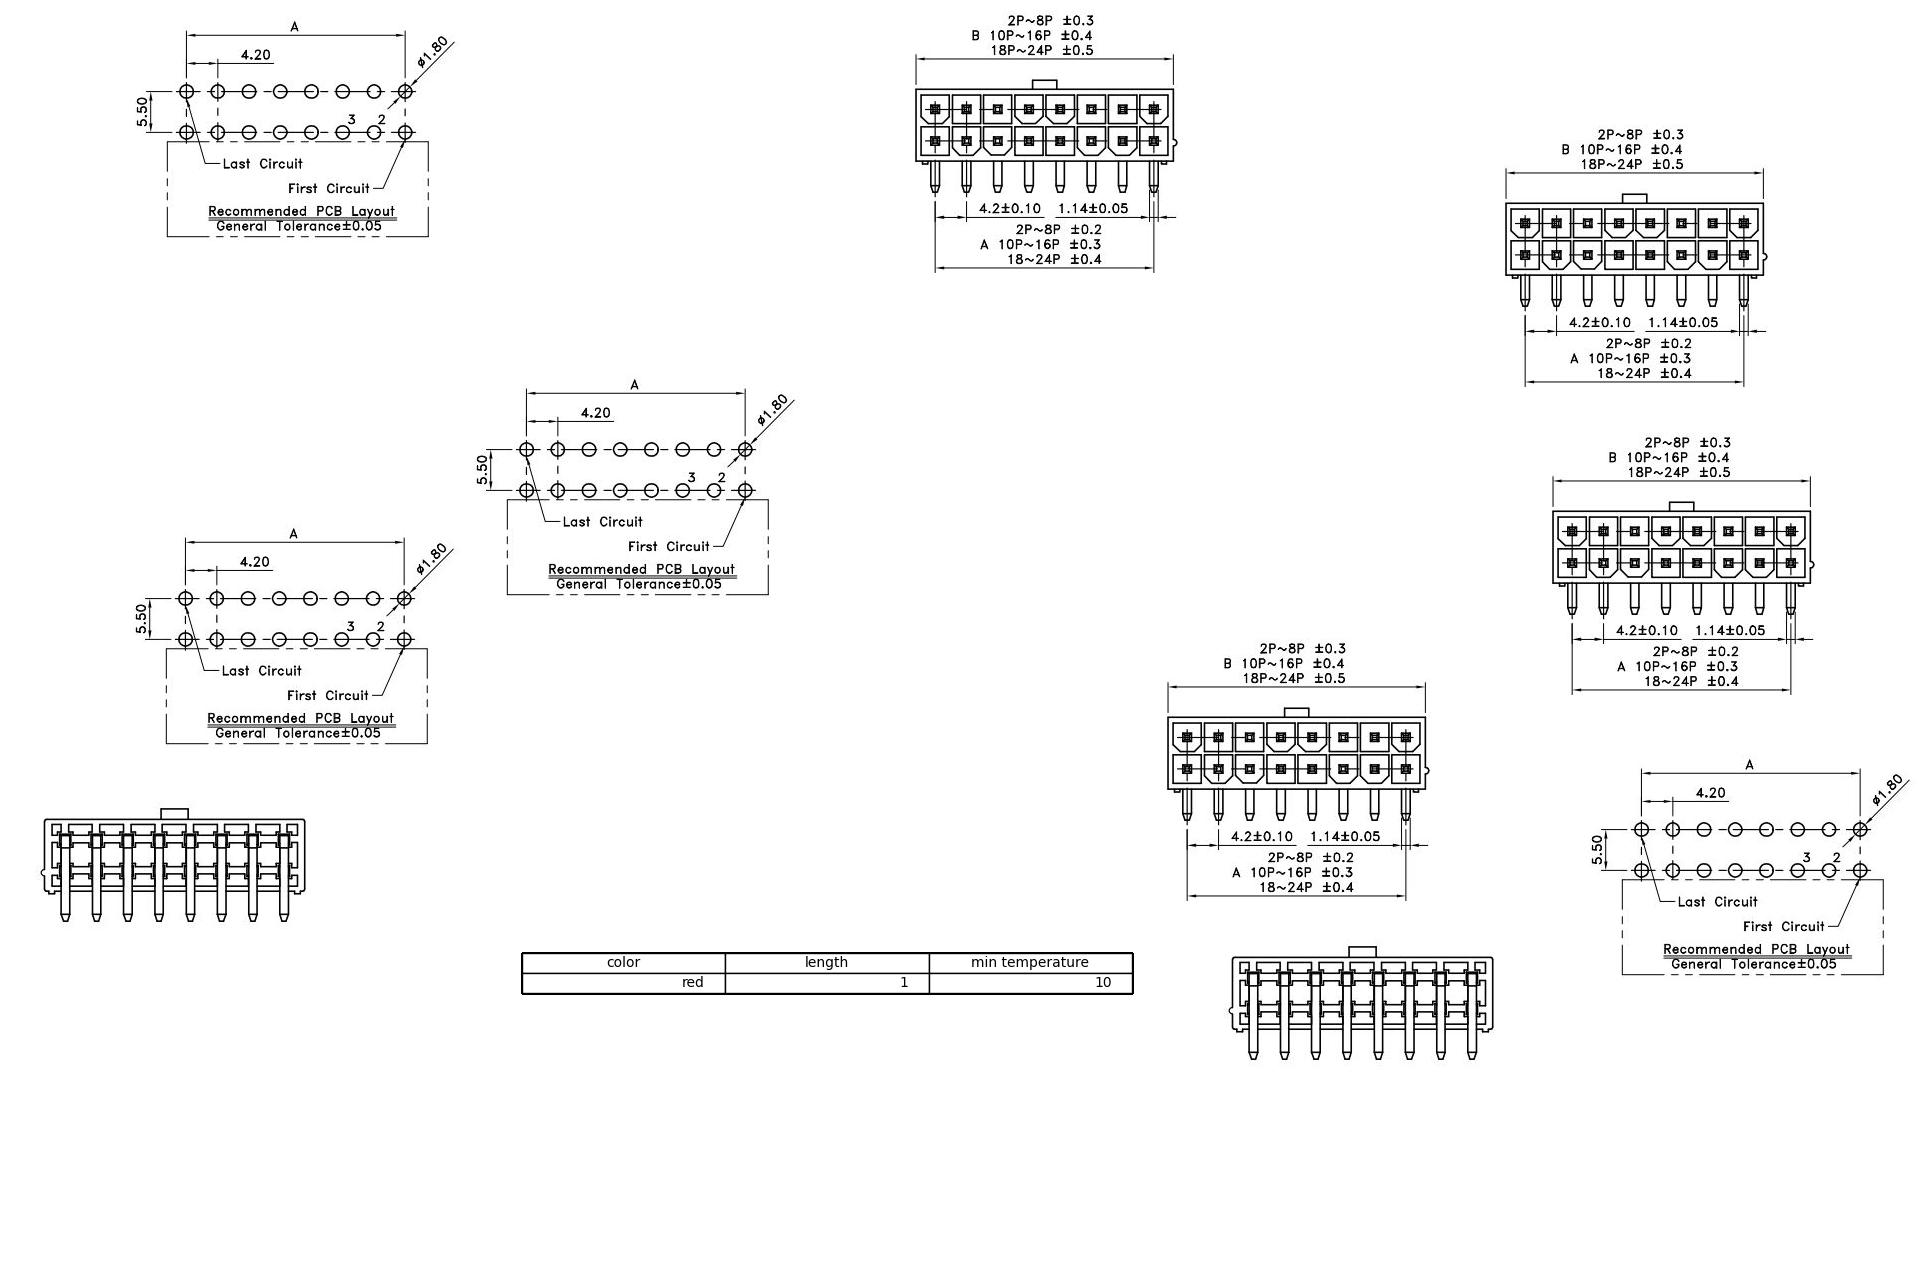 A
4.20
ø1.80
5.50
3 2
Last Circuit
First Circuit
Recommended PCB Layout
General Tolerance±0.05
2P~8P ±0.3
B 10P~16P ±0.4
18P~24P ±0.5
4.2±0.10 1.14±0.05
2P~8P ±0.2
A 10P~16P ±0.3
18~24P ±0.4
2P~8P ±0.3
B 10P~16P ±0.4
18P~24P ±0.5
4.2±0.10 1.14±0.05
2P~8P ±0.2
A 10P~16P ±0.3
18~24P ±0.4
A
4.20
ø1.80
5.50
3 2
Last Circuit
First Circuit
Recommended PCB Layout
General Tolerance±0.05
2P~8P ±0.3
B 10P~16P ±0.4
18P~24P ±0.5
4.2±0.10 1.14±0.05
2P~8P ±0.2
A 10P~16P ±0.3
18~24P ±0.4
A
4.20
ø1.80
5.50
3 2
Last Circuit
First Circuit
Recommended PCB Layout
General Tolerance±0.05
2P~8P ±0.3
B 10P~16P ±0.4
18P~24P ±0.5
4.2±0.10 1.14±0.05
2P~8P ±0.2
A 10P~16P ±0.3
18~24P ±0.4
A
4.20
ø1.80
5.50
3 2
Last Circuit
First Circuit
Recommended PCB Layout
General Tolerance±0.05
color length min temperature
red 1 10